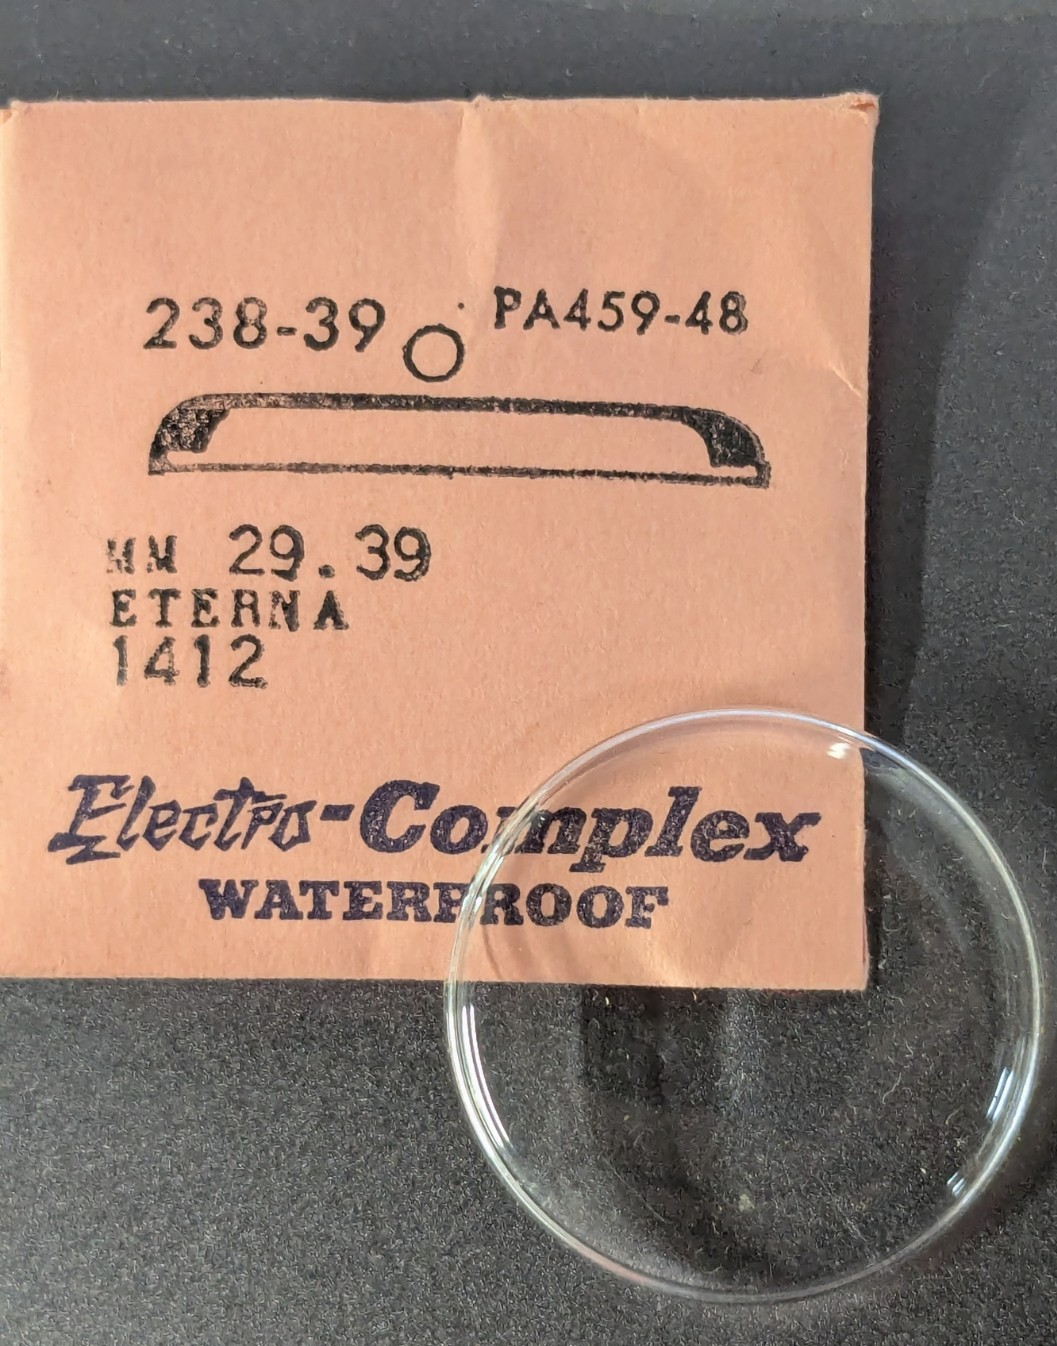 238-39 PA459-48
MM 29.39
ETERNA
1412
Electro-Complex
WATERPROOF